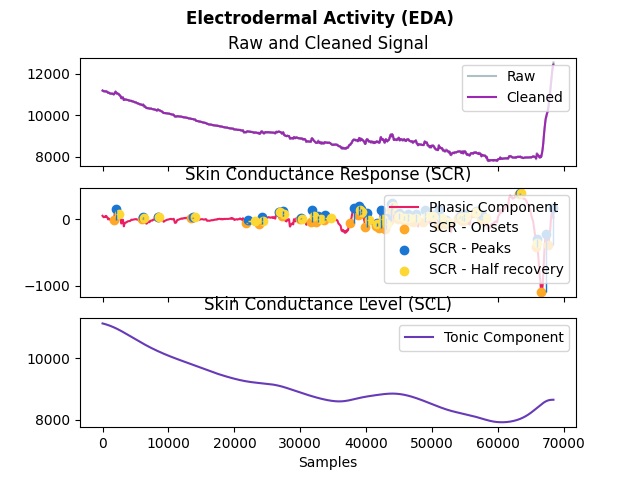 Electrodermal Activity (EDA)
Raw and Cleaned Signal
12000
10000
8000
Raw
Cleaned
Skin Conductance Response (SCR)
0
−1000
Phasic Component
SCR - Onsets
SCR - Peaks
SCR - Half recovery
Skin Conductance Level (SCL)
10000
8000
Tonic Component
0 10000 20000 30000 40000 50000 60000 70000
Samples